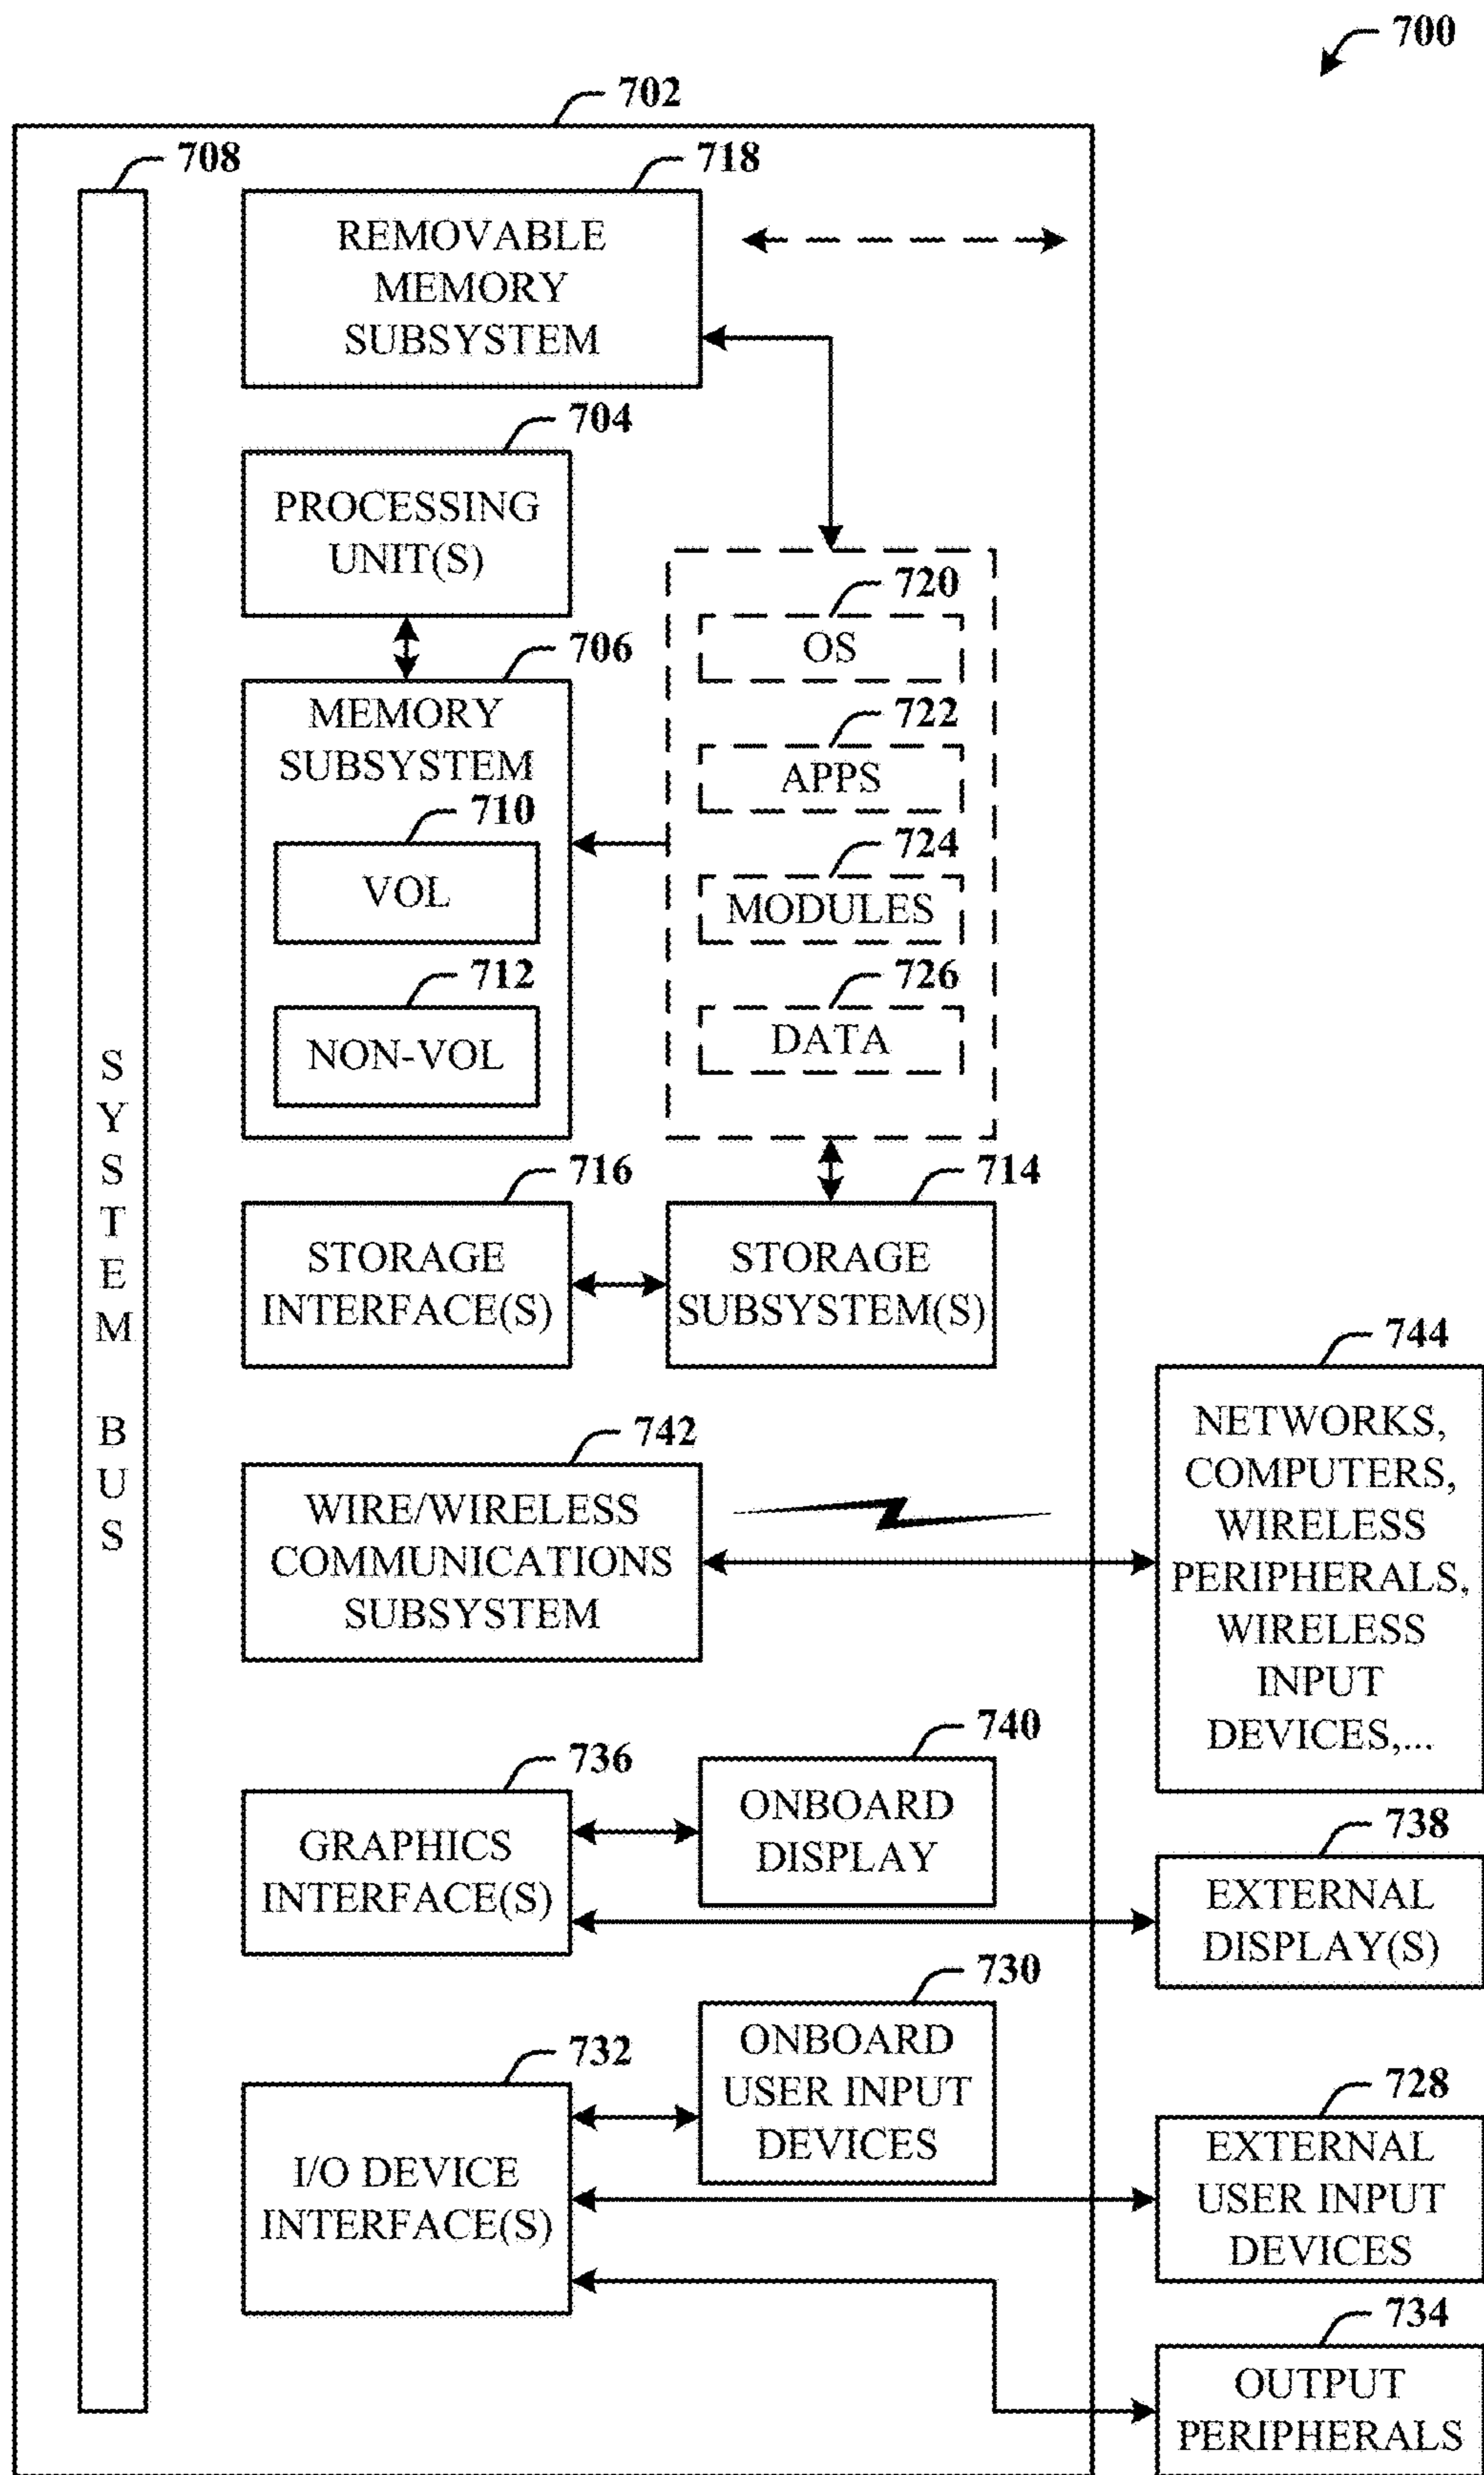 700
702
708
718
REMOVABLE
MEMORY
SUBSYSTEM
704
PROCESSING
UNIT(S)
720
OS
706
MEMORY
SUBSYSTEM
722
APPS
710
VOL
724
MODULES
712
NON-VOL
726
DATA
SYSTEM BUS
716
STORAGE
INTERFACE(S)
714
STORAGE
SUBSYSTEM(S)
744
NETWORKS,
COMPUTERS,
WIRELESS
PERIPHERALS,
WIRELESS
INPUT
DEVICES,...
742
WIRE/WIRELESS
COMMUNICATIONS
SUBSYSTEM
736
GRAPHICS
INTERFACE(S)
740
ONBOARD
DISPLAY
738
EXTERNAL
DISPLAY(S)
732
I/O DEVICE
INTERFACE(S)
730
ONBOARD
USER INPUT
DEVICES
728
EXTERNAL
USER INPUT
DEVICES
734
OUTPUT
PERIPHERALS